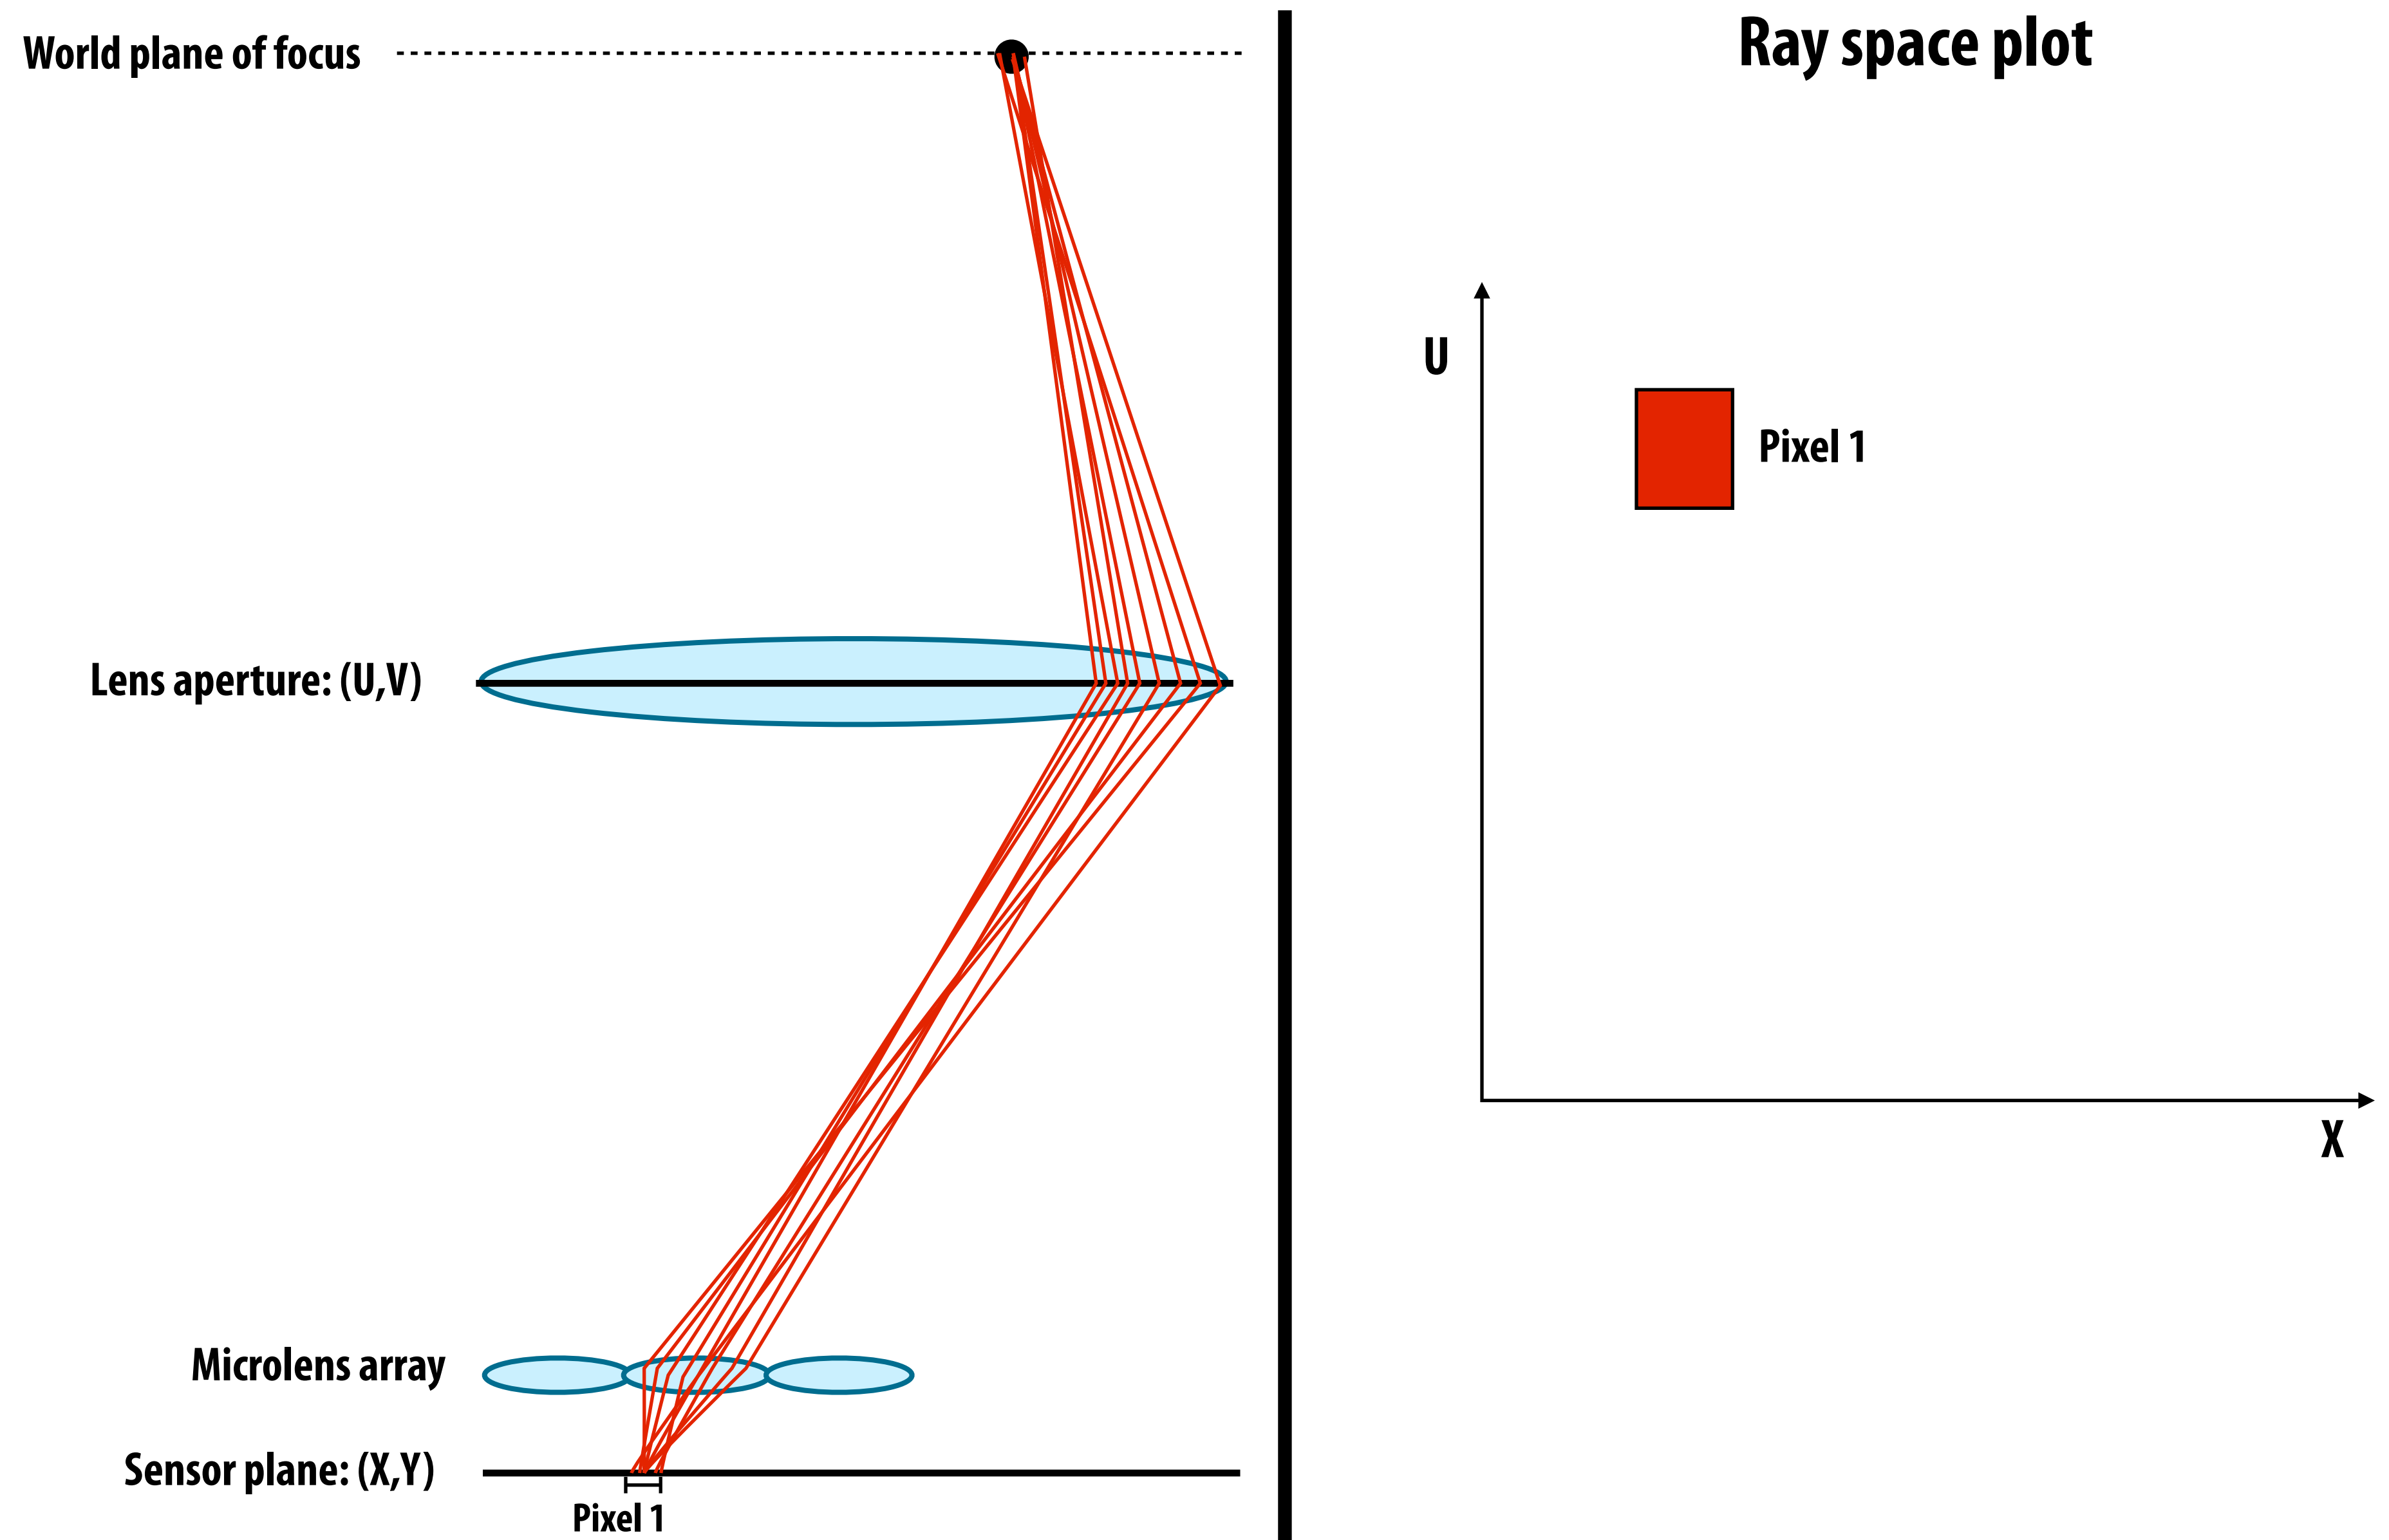 World plane of focus
Ray space plot
U
Pixel 1
Lens aperture: (U,V)
X
Microlens array
Sensor plane: (X,Y)
Pixel 1